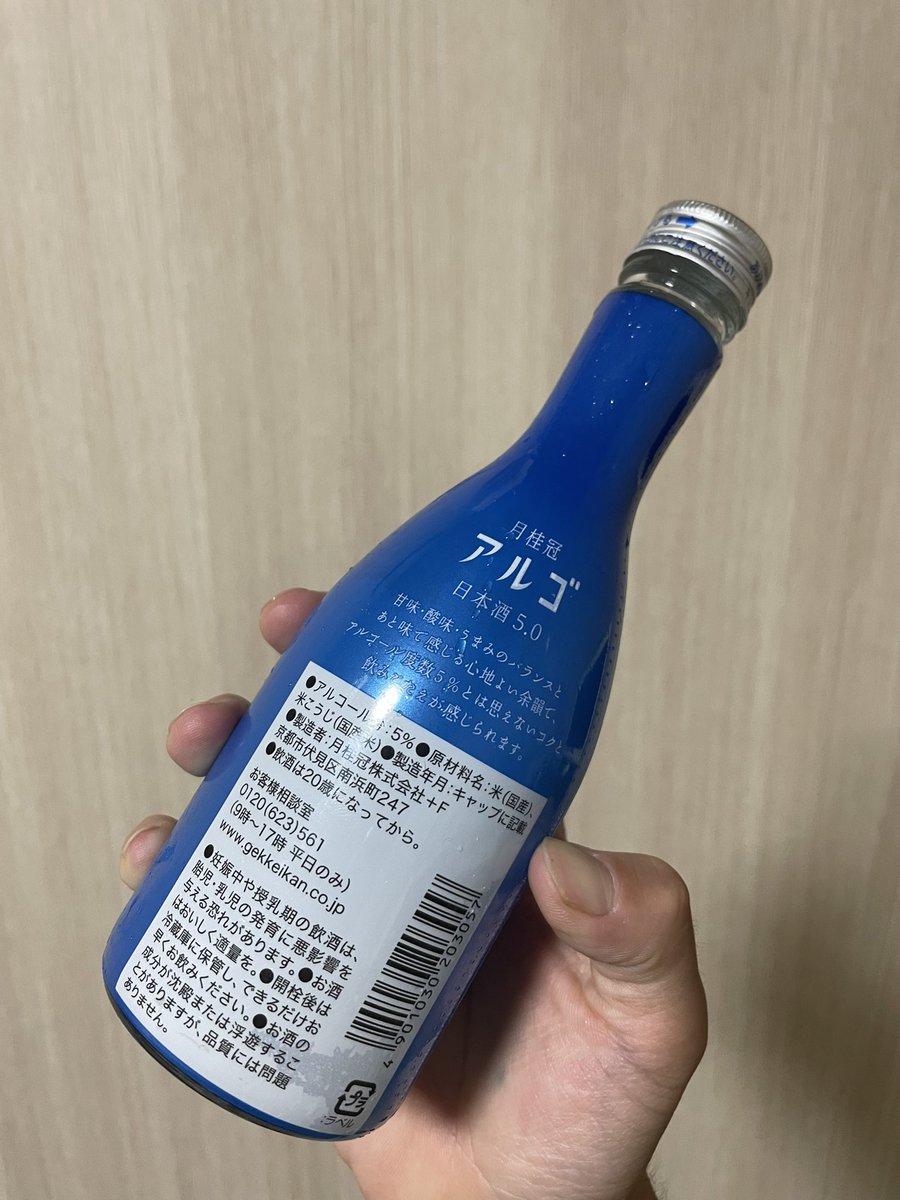 ください。
月桂冠
アルゴ
日本酒 5.0
甘味・酸味・うまみのバランスと
あと味で感じる心地よい余韻で、
アルコール度数5%とは思えないコクと
飲みごたえが感じられます。
●アルコール分:5%●原材料名:米(国産)、
米こうじ(国産米)●製造年月:キャップに記載
●製造者:月桂冠株式会社+F
京都市伏見区南浜町247
●飲酒は20歳になってから。
お客様相談室
0120(623)561
(9時~17時 平日のみ)
www.gekkeikan.co.jp
●妊娠中や授乳期の飲酒は、
胎児・乳児の発育に悪影響を
与える恐れがあります。●お酒
はおいしく適量を。●開栓後は
冷蔵庫に保管し、できるだけお
早くお飲みください。●お酒の
成分が沈殿または浮遊するこ
とがありますが、品質には問題
ありません。
4901030203057
プラ
:ラベル